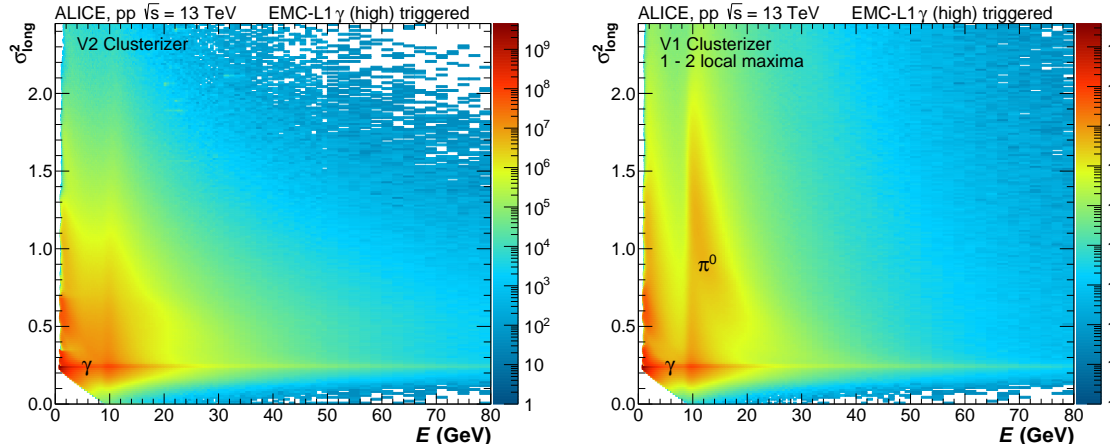 ALICE, pp √s = 13 TeV EMC-L1 γ (high) triggered
V2 Clusterizer
σ²long
2.0
1.5
1.0
0.5
0.0
γ
0 10 20 30 40 50 60 70 80
E (GeV)
10⁹
10⁸
10⁷
10⁶
10⁵
10⁴
10³
10²
10
1
ALICE, pp √s = 13 TeV EMC-L1 γ (high) triggered
V1 Clusterizer
1 - 2 local maxima
σ²long
2.0
1.5
1.0
0.5
0.0
π⁰
γ
0 10 20 30 40 50 60 70 80
E (GeV)